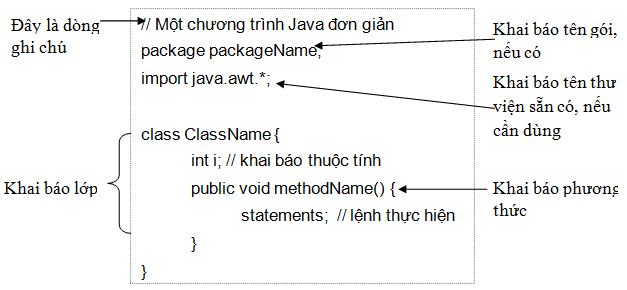 Đây là dòng
ghi chú
// Một chương trình Java đơn giản
package packageName;
import java.awt.*;
class ClassName {
int i; // khai báo thuộc tính
public void methodName() {
statements; // lệnh thực hiện
}
}
Khai báo lớp
Khai báo tên gói,
nếu có
Khai báo tên thư
viện sẵn có, nếu
cần dùng
Khai báo phương
thức